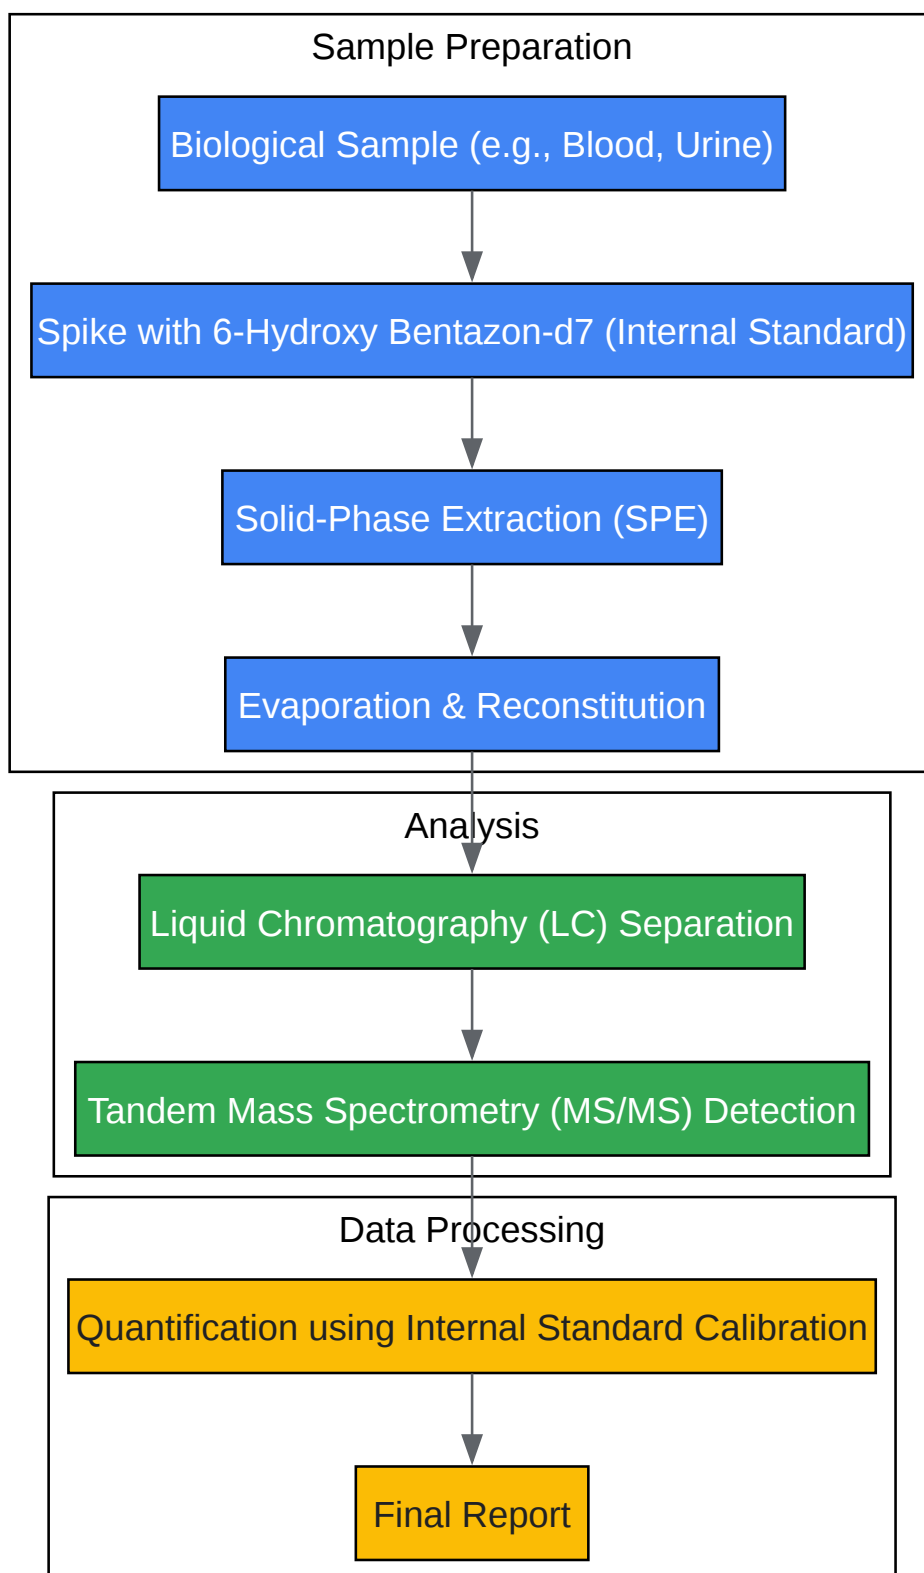 Sample Preparation
Biological Sample (e.g., Blood, Urine)
Spike with 6-Hydroxy Bentazon-d7 (Internal Standard)
Solid-Phase Extraction (SPE)
Evaporation & Reconstitution
Analysis
Liquid Chromatography (LC) Separation
Tandem Mass Spectrometry (MS/MS) Detection
Data Processing
Quantification using Internal Standard Calibration
Final Report